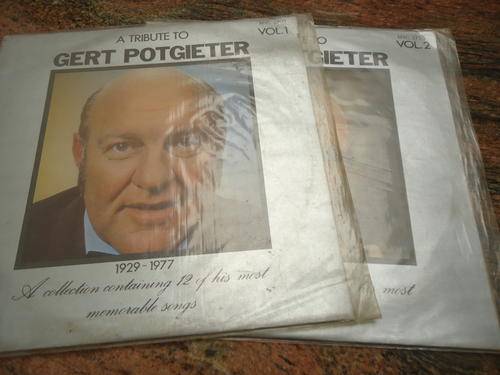 A TRIBUTE TO
VOL.1
GERT POTGIETER
1929-1977
A collection containing 12 of his most
memorable songs
O
VOL.2
IETER
most